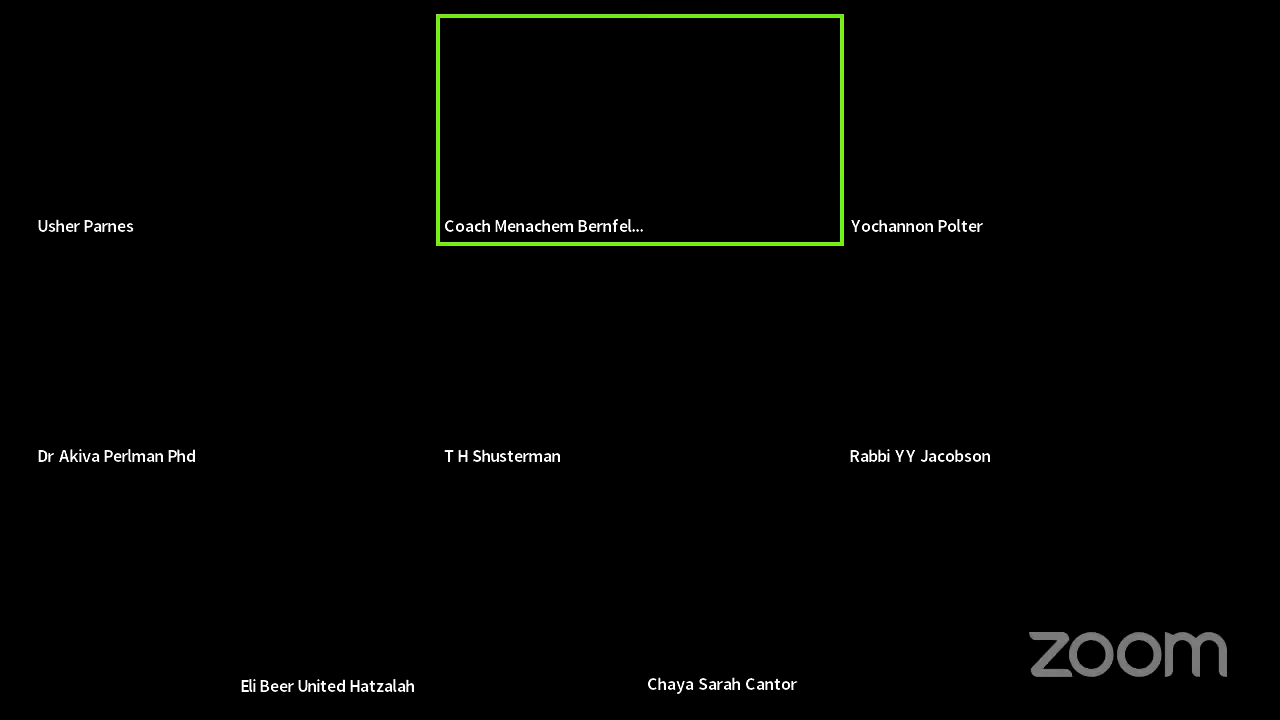 Usher Parnes
Coach Menachem Bernfel...
Yochannon Polter
Dr Akiva Perlman Phd
T H Shusterman
Rabbi YY Jacobson
Eli Beer United Hatzalah
Chaya Sarah Cantor
zoom